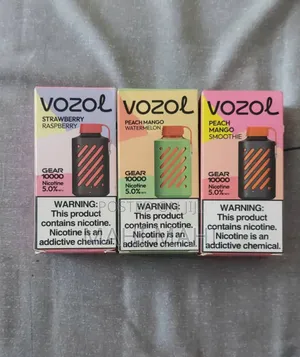 VOZOL
STRAWBERRY
RASPBERRY
GEAR
10000
Nicotine
5.0%
WARNING:
This product
contains nicotine.
Nicotine is an
addictive chemical.
VOZOL
PEACH MANGO
WATERMELON
GEAR
10000
Nicotine
5.0%
WARNING:
This product
contains nicotine.
Nicotine is an
addictive chemical.
VOZOL
PEACH
MANGO
SMOOTHIE
GEAR
10000
Nicotine
5.0%
WARNING:
This product
contains nicotine.
Nicotine is an
addictive chemical.